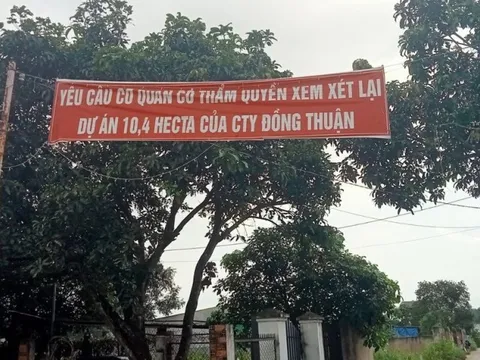 YÊU CẦU CƠ QUAN CÓ THẨM QUYỀN XEM XÉT LẠI
DỰ ÁN 10,4 HECTA CỦA CTY ĐỒNG THUẬN